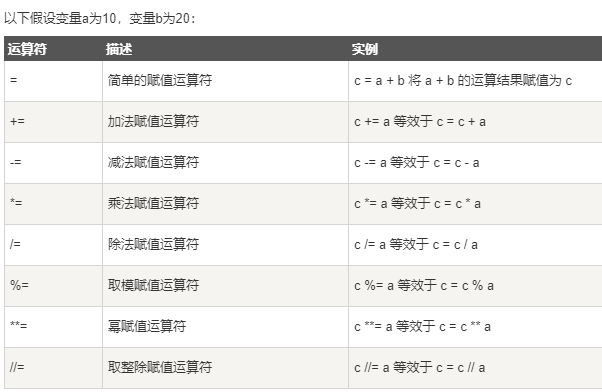 以下假设变量a为10，变量b为20：
运算符 描述 实例
= 简单的赋值运算符 c = a + b 将 a + b 的运算结果赋值为 c
+= 加法赋值运算符 c += a 等效于 c = c + a
-= 减法赋值运算符 c -= a 等效于 c = c - a
*= 乘法赋值运算符 c *= a 等效于 c = c * a
/= 除法赋值运算符 c /= a 等效于 c = c / a
%= 取模赋值运算符 c %= a 等效于 c = c % a
**= 幂赋值运算符 c **= a 等效于 c = c ** a
//= 取整除赋值运算符 c //= a 等效于 c = c // a